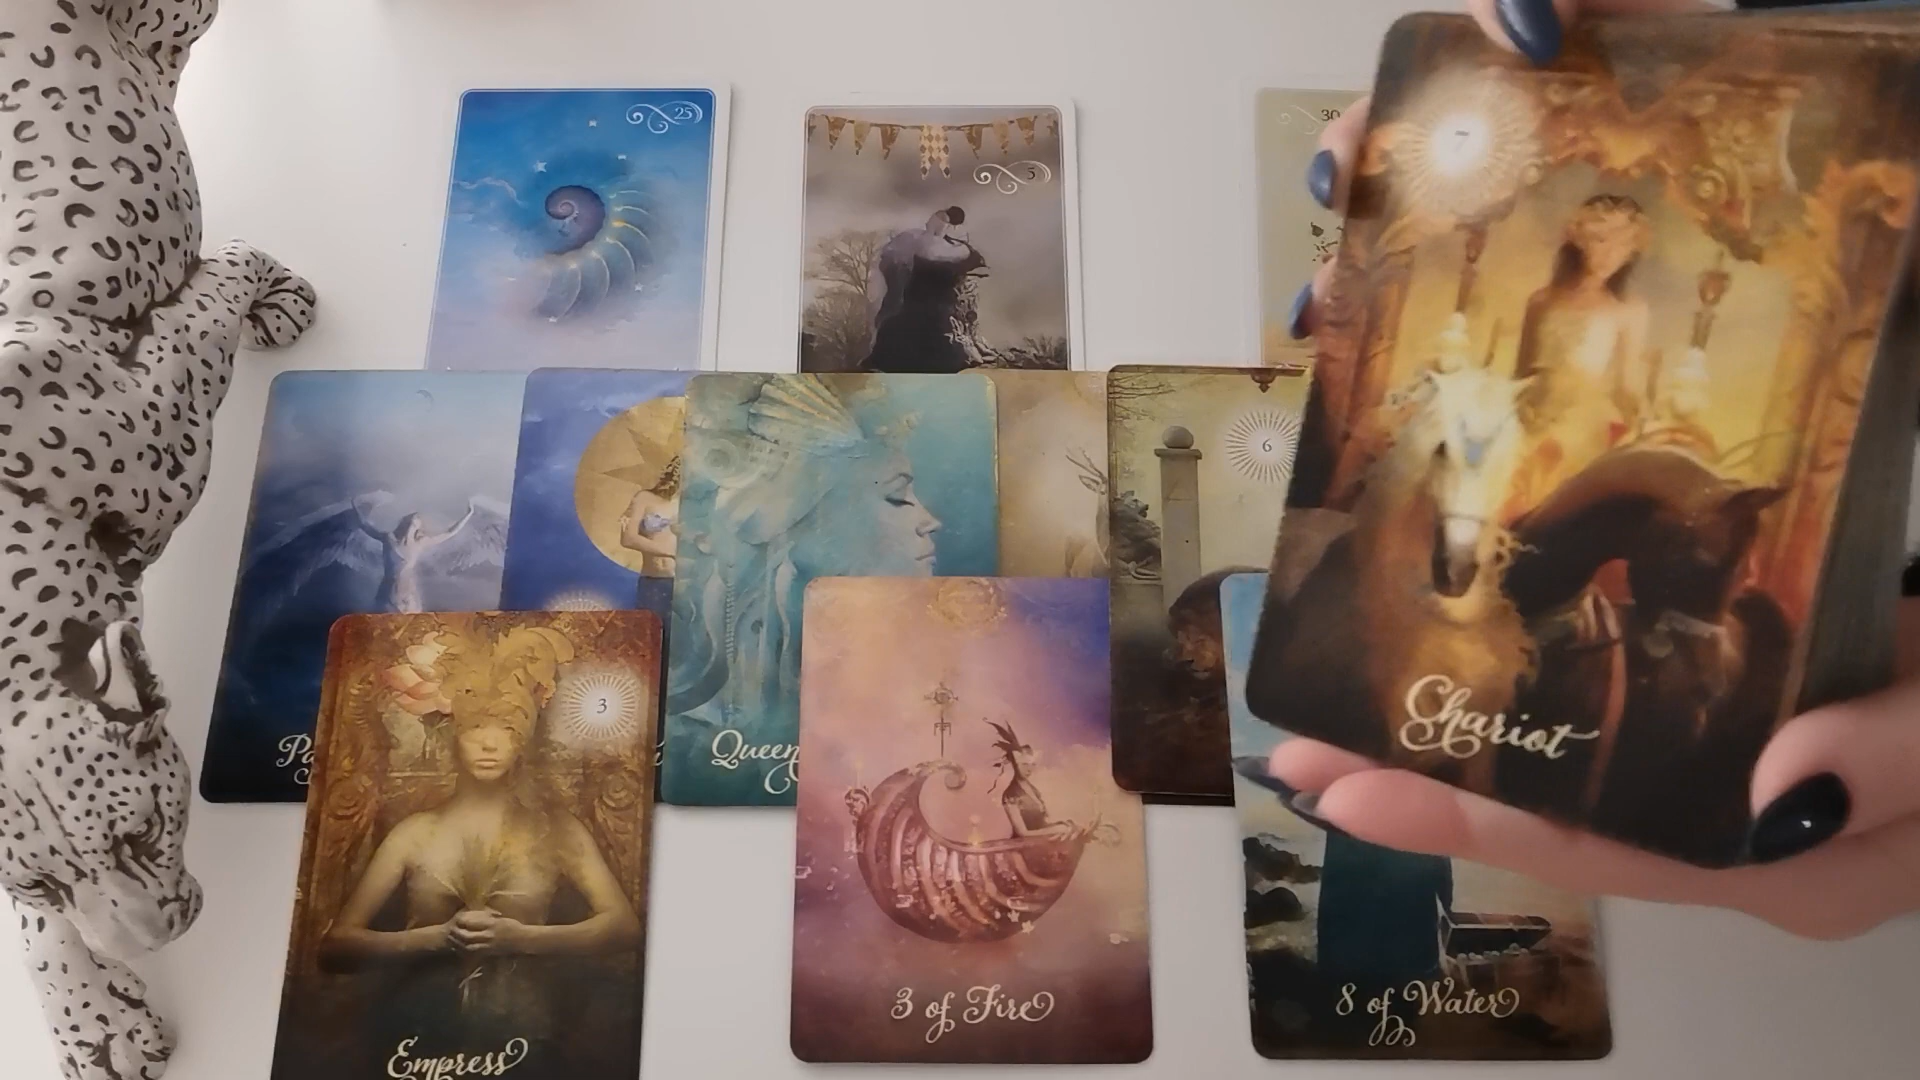 25
5
30
7
6
3
Queen
Chariot
3 of Fire
8 of Water
Empress